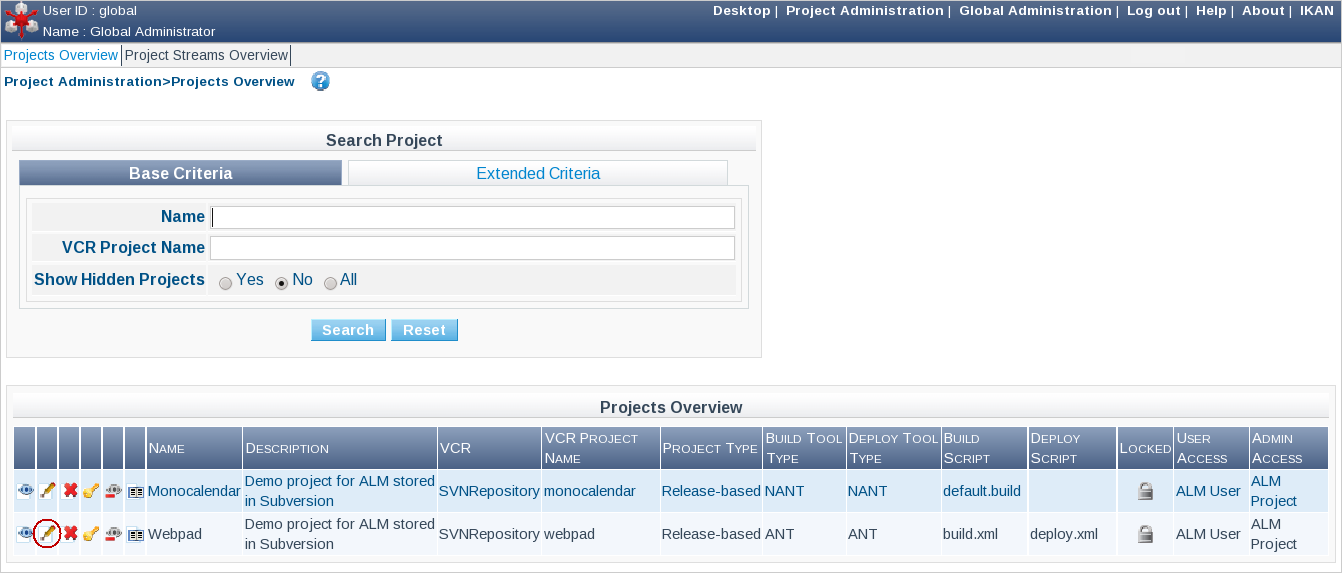 User ID : global
Desktop | Project Administration | Global Administration | Log out | Help | About | IKAN
Name : Global Administrator
Projects Overview Project Streams Overview
Project Administration>Projects Overview ?
Search Project
Base Criteria Extended Criteria
Name
VCR Project Name
Show Hidden Projects Yes No All
Search Reset
Projects Overview
Name Description VCR VCR Project Name Project Type Build Tool Type Deploy Tool Type Build Script Deploy Script Locked User Access Admin Access
Monocalendar Demo project for ALM stored in Subversion SVNRepository monocalendar Release-based NANT NANT default.build ALM User ALM Project
Webpad Demo project for ALM stored in Subversion SVNRepository webpad Release-based ANT ANT build.xml deploy.xml ALM User ALM Project